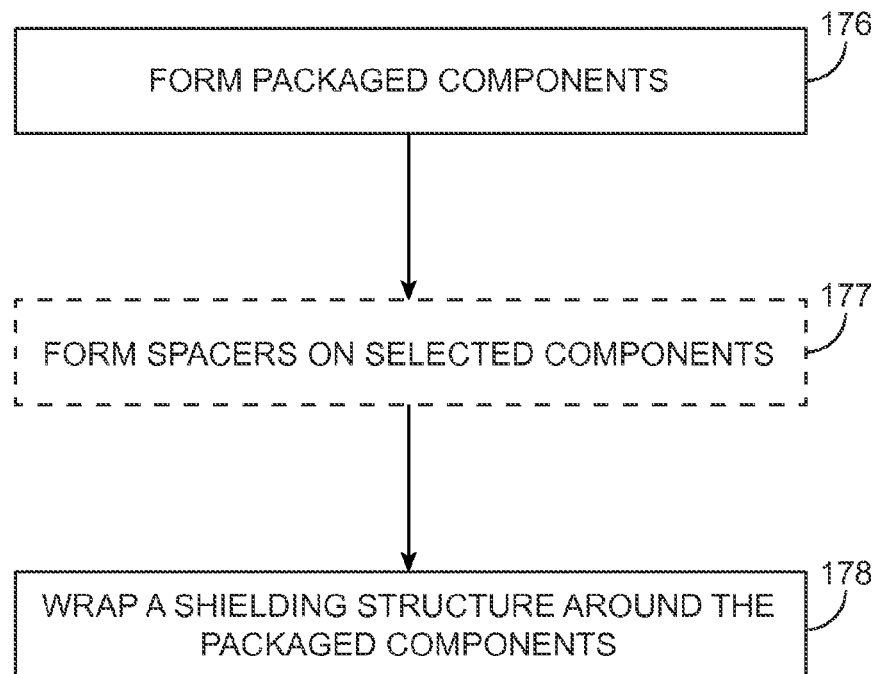 176
FORM PACKAGED COMPONENTS
177
FORM SPACERS ON SELECTED COMPONENTS
178
WRAP A SHIELDING STRUCTURE AROUND THE
PACKAGED COMPONENTS